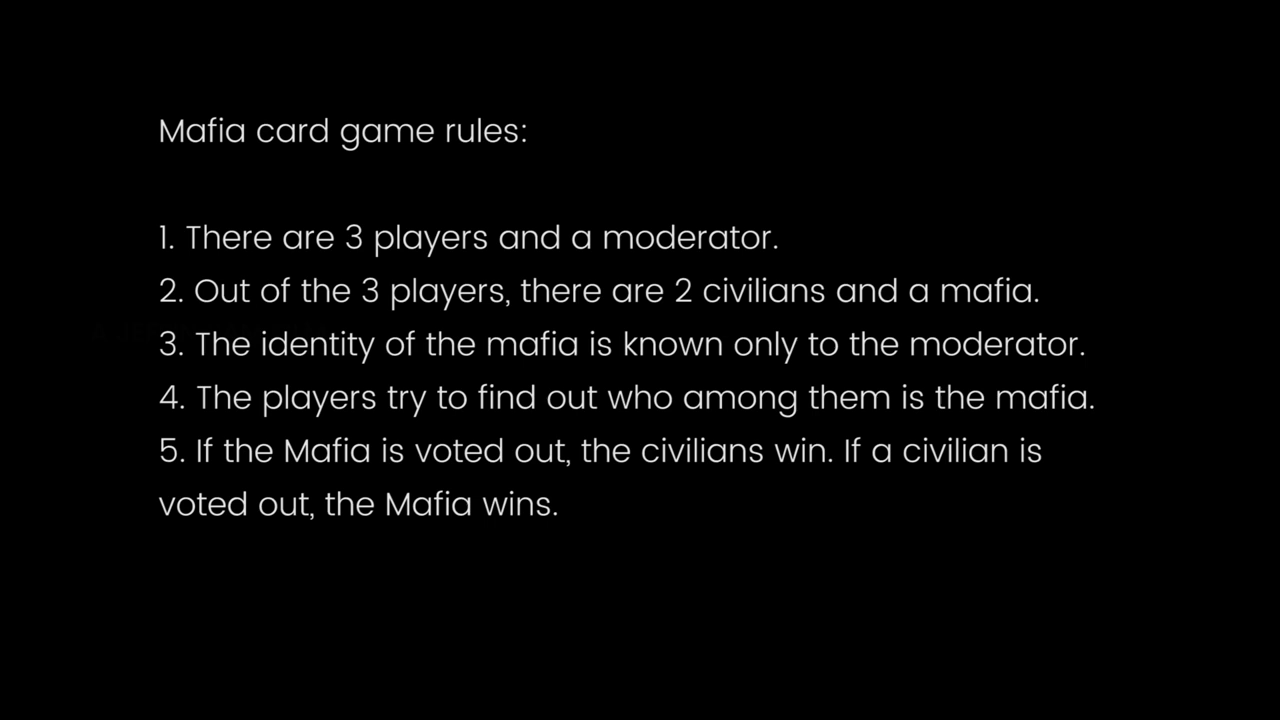 Mafia card game rules:
1. There are 3 players and a moderator.
2. Out of the 3 players, there are 2 civilians and a mafia.
3. The identity of the mafia is known only to the moderator.
4. The players try to find out who among them is the mafia.
5. If the Mafia is voted out, the civilians win. If a civilian is
voted out, the Mafia wins.